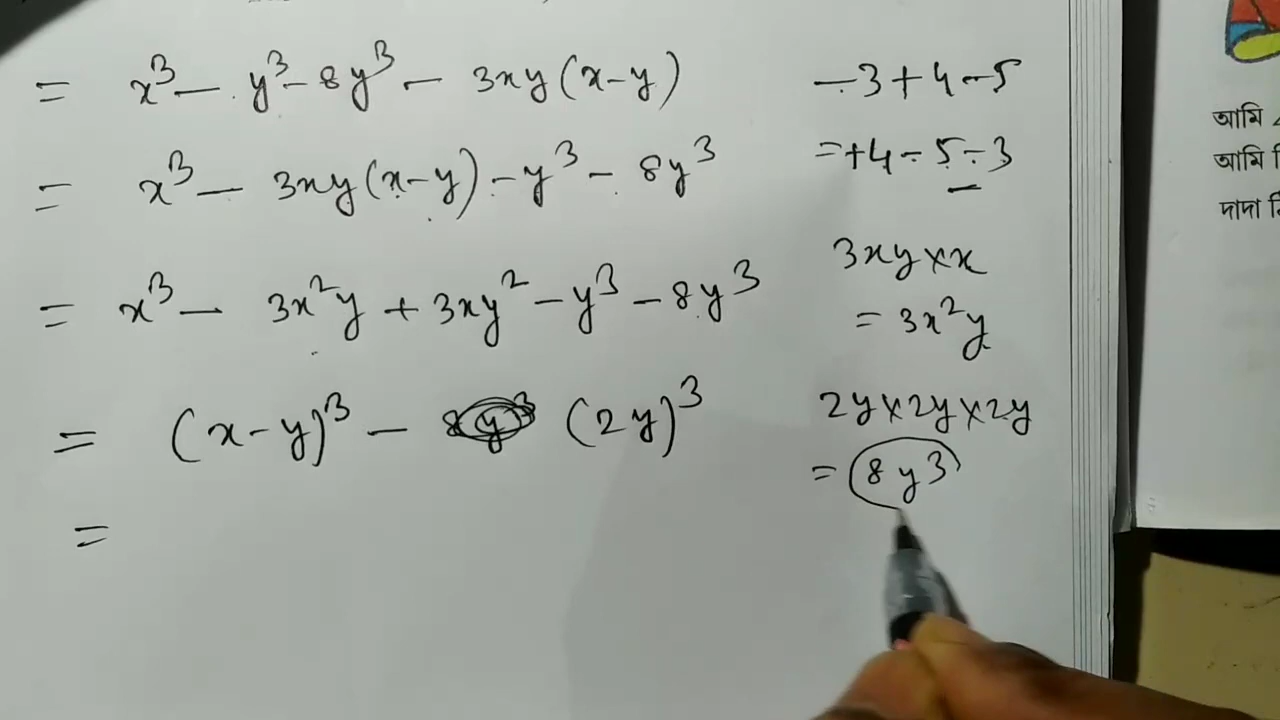 = x³ - y³ - 8y³ - 3xy(x-y)
= x³ - 3xy(x-y) - y³ - 8y³
= x³ - 3x²y + 3xy² - y³ - 8y³
= (x-y)³ - (2y)³
=
-3+4-5
=+4-5-3
3xy×x
= 3x²y
2y×2y×2y
= 8y3
আমি
আমি
দাদা